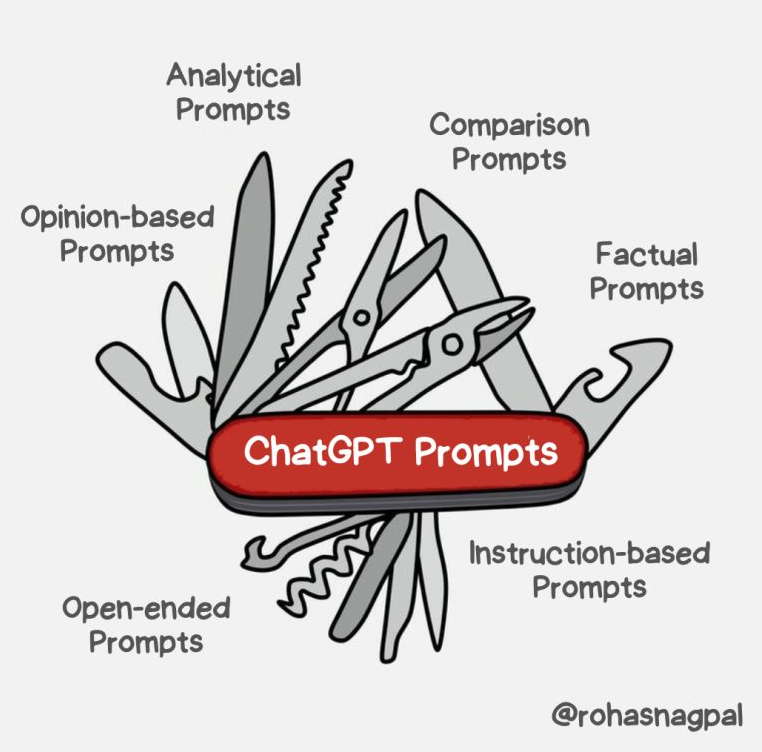 Analytical
Prompts
Comparison
Prompts
Opinion-based
Prompts
Factual
Prompts
ChatGPT Prompts
Instruction-based
Prompts
Open-ended
Prompts
@rohasnagpal